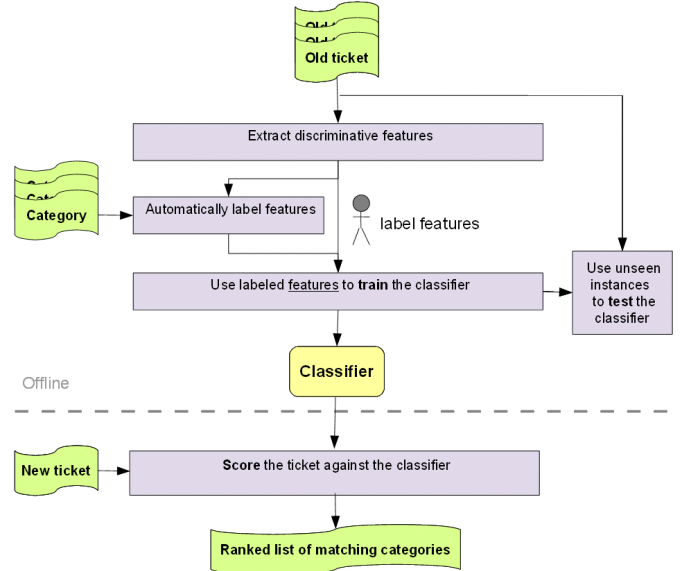 Old ticket
Extract discriminative features
Automatically label features
label features
Category
Use labeled features to train the classifier
Use unseen
instances
to test the
classifier
Classifier
Offline
New ticket
Score the ticket against the classifier
Ranked list of matching categories